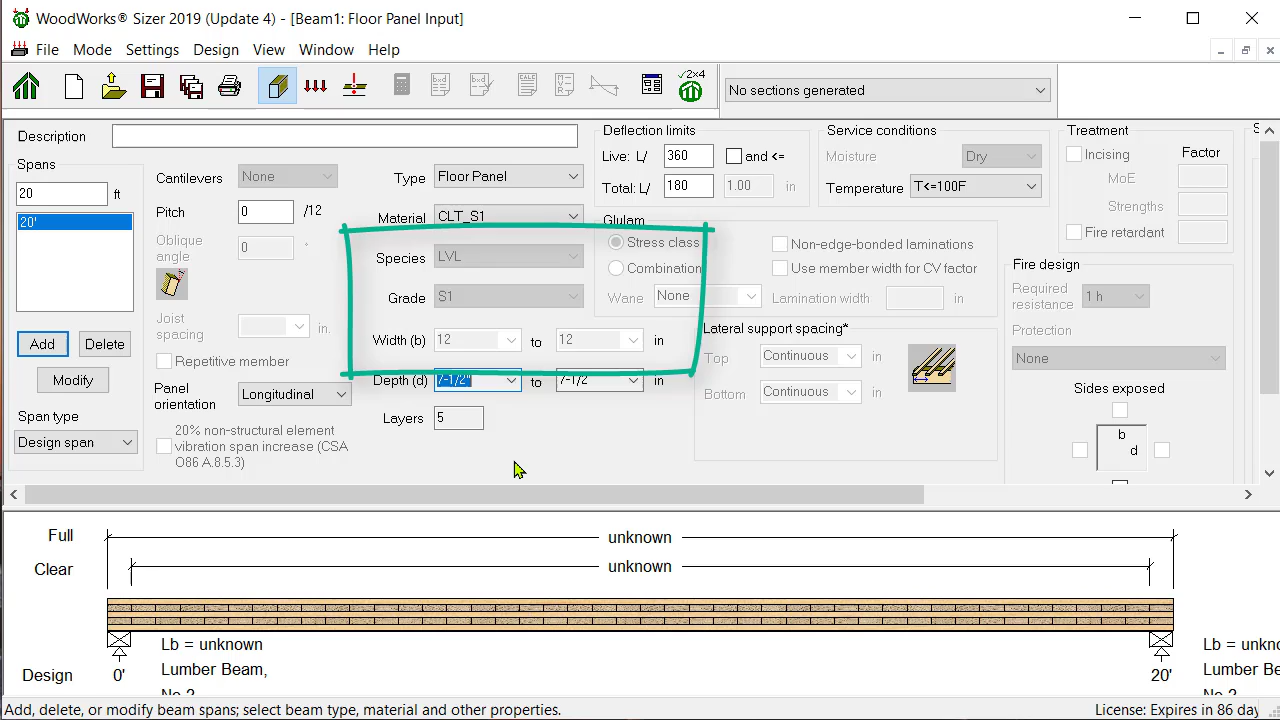 WoodWorks® Sizer 2019 (Update 4) - [Beam1: Floor Panel Input]
File Mode Settings Design View Window Help
No sections generated
Description
Spans
20 ft
20'
Add Delete
Modify
Span type
Design span
Cantilevers None
Pitch 0 /12
Oblique
angle 0 °
Joist
spacing in.
Repetitive member
Panel
orientation Longitudinal
20% non-structural element
vibration span increase (CSA
O86 A.8.5.3)
Type Floor Panel
Material CLT_S1
Species LVL
Grade S1
Width (b) 12 to 12 in
Depth (d) 7-1/2" to 7-1/2 in
Layers 5
Deflection limits
Live: L/ 360 and <=
Total: L/ 180 1.00 in
Service conditions
Moisture Dry
Temperature T<=100F
Glulam
Stress class
Combination
Wane None
Non-edge-bonded laminations
Use member width for CV factor
Lamination width in
Lateral support spacing*
Top Continuous in
Bottom Continuous in
Treatment
Incising Factor
MoE
Strengths
Fire retardant
Fire design
Required
resistance 1 h
Protection
None
Sides exposed
b
d
S
Full unknown
Clear unknown
Lb = unknown
Lumber Beam,
No.2
Lb = unkno
Lumber Be
No.2
Design 0' 20'
Add, delete, or modify beam spans; select beam type, material and other properties. License: Expires in 86 day